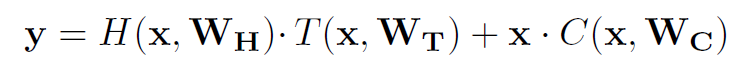 y = H(x, W_H)· T(x, W_T) + x · C(x, W_C)